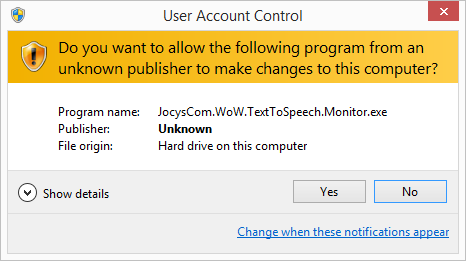 User Account Control
Do you want to allow the following program from an
unknown publisher to make changes to this computer?
Program name: JocysCom.WoW.TextToSpeech.Monitor.exe
Publisher: Unknown
File origin: Hard drive on this computer
Show details
Yes
No
Change when these notifications appear